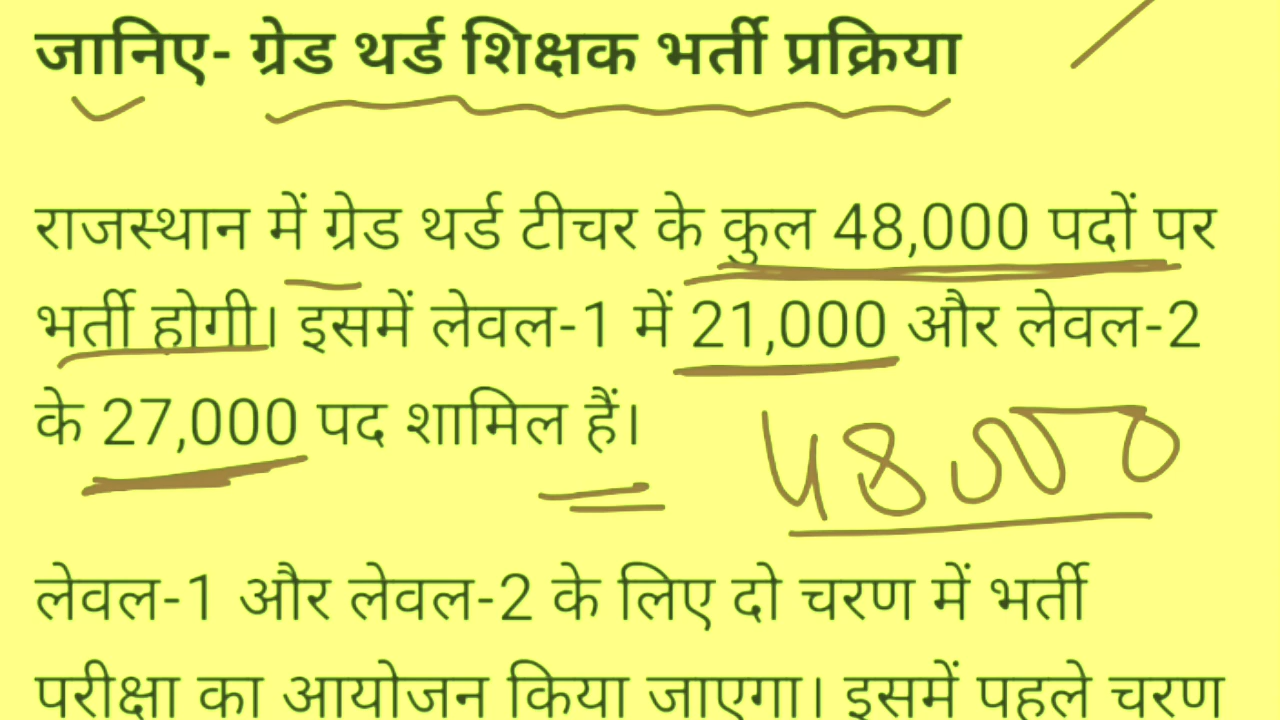 जानिए- ग्रेड थर्ड शिक्षक भर्ती प्रक्रिया
राजस्थान में ग्रेड थर्ड टीचर के कुल 48,000 पदों पर
भर्ती होगी। इसमें लेवल-1 में 21,000 और लेवल-2
के 27,000 पद शामिल हैं।
48000
लेवल-1 और लेवल-2 के लिए दो चरण में भर्ती
परीक्षा का आयोजन किया जाएगा। इसमें पहले चरण